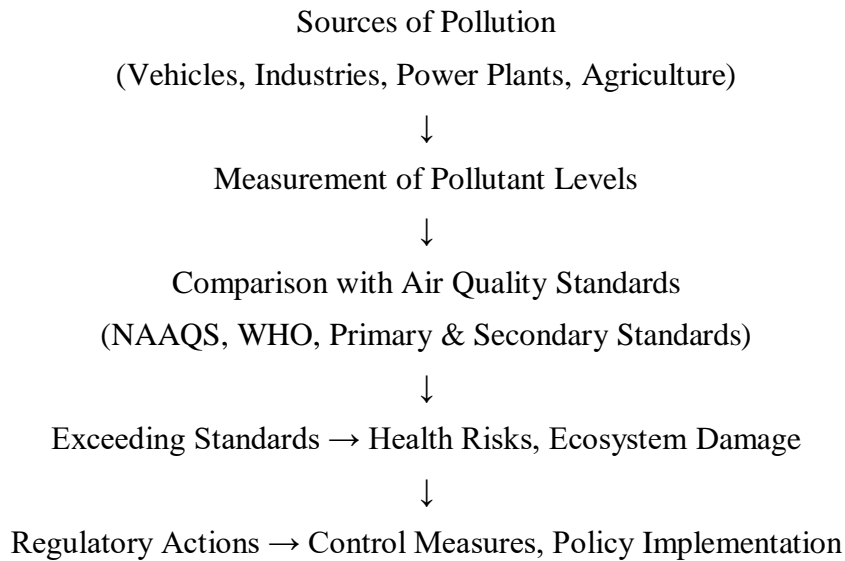 Sources of Pollution
(Vehicles, Industries, Power Plants, Agriculture)
↓
Measurement of Pollutant Levels
↓
Comparison with Air Quality Standards
(NAAQS, WHO, Primary & Secondary Standards)
↓
Exceeding Standards → Health Risks, Ecosystem Damage
↓
Regulatory Actions → Control Measures, Policy Implementation